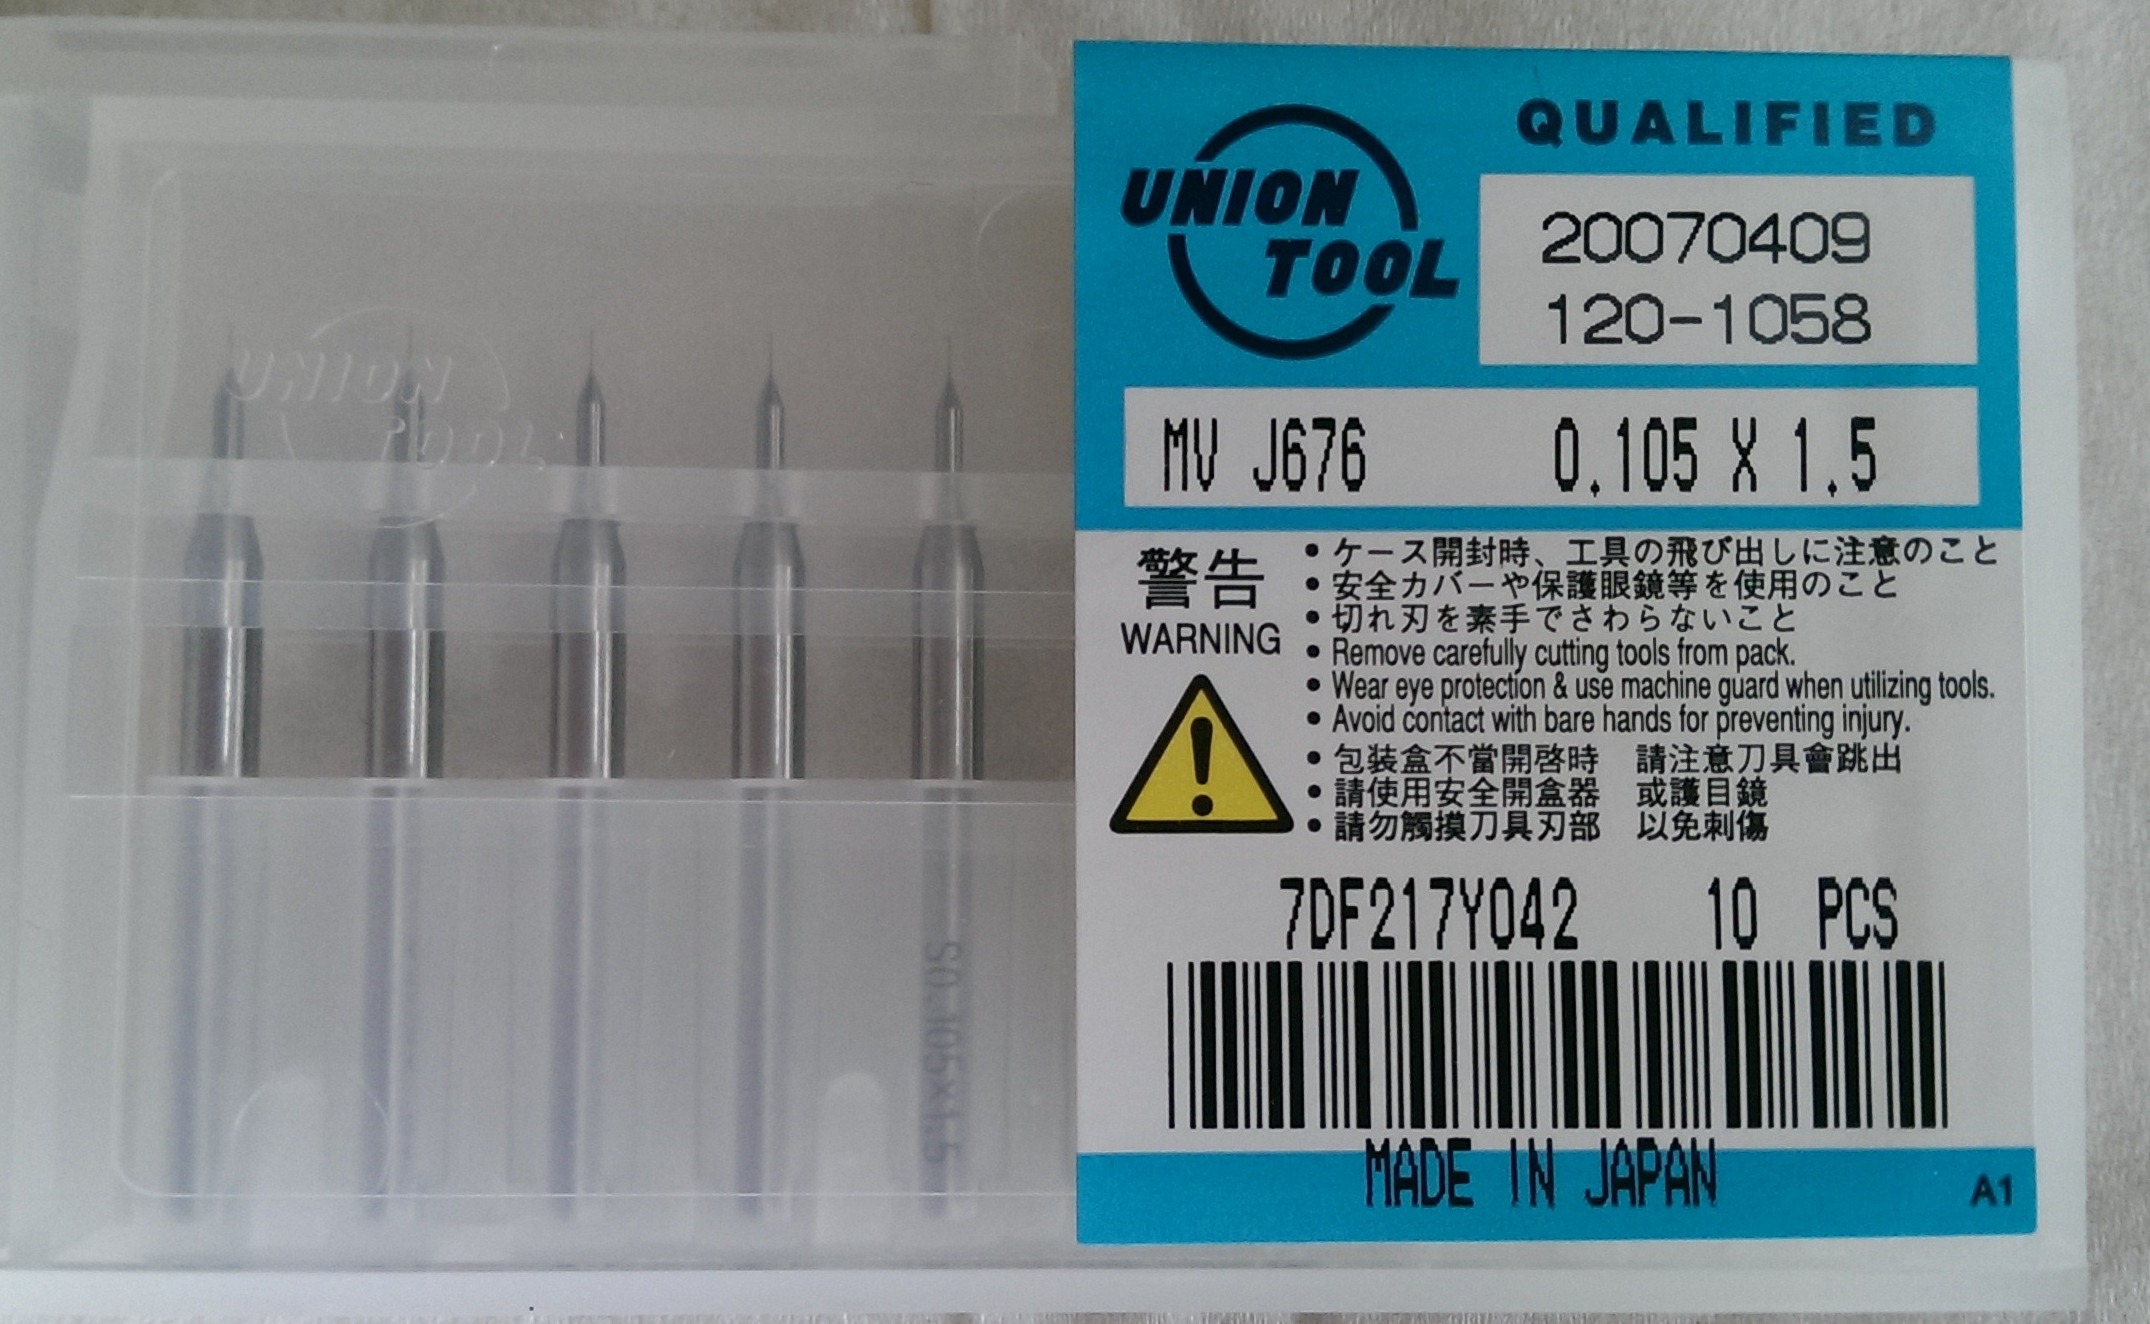 UNION
TOOL
S0.105×1.5
UNION
TOOL
QUALIFIED
20070409
120-1058
MV J676 0.105 X 1.5
警告
WARNING
• ケース開封時、工具の飛び出しに注意のこと
• 安全カバーや保護眼鏡等を使用のこと
• 切れ刃を素手でさわらないこと
• Remove carefully cutting tools from pack.
• Wear eye protection & use machine guard when utilizing tools.
• Avoid contact with bare hands for preventing injury.
• 包装盒不當開啓時 請注意刀具會跳出
• 請使用安全開盒器 或護目鏡
• 請勿觸摸刀具刃部 以免刺傷
7DF217Y042 10 PCS
MADE IN JAPAN
A1